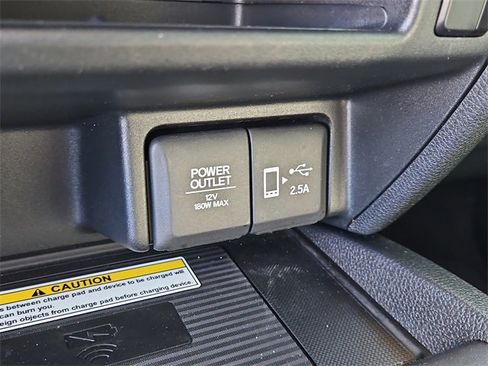 POWER
OUTLET
12V
180W MAX
2.5A
CAUTION
between charge pad and device to be charged will
can burn you.
eign objects from charge pad before charging device.